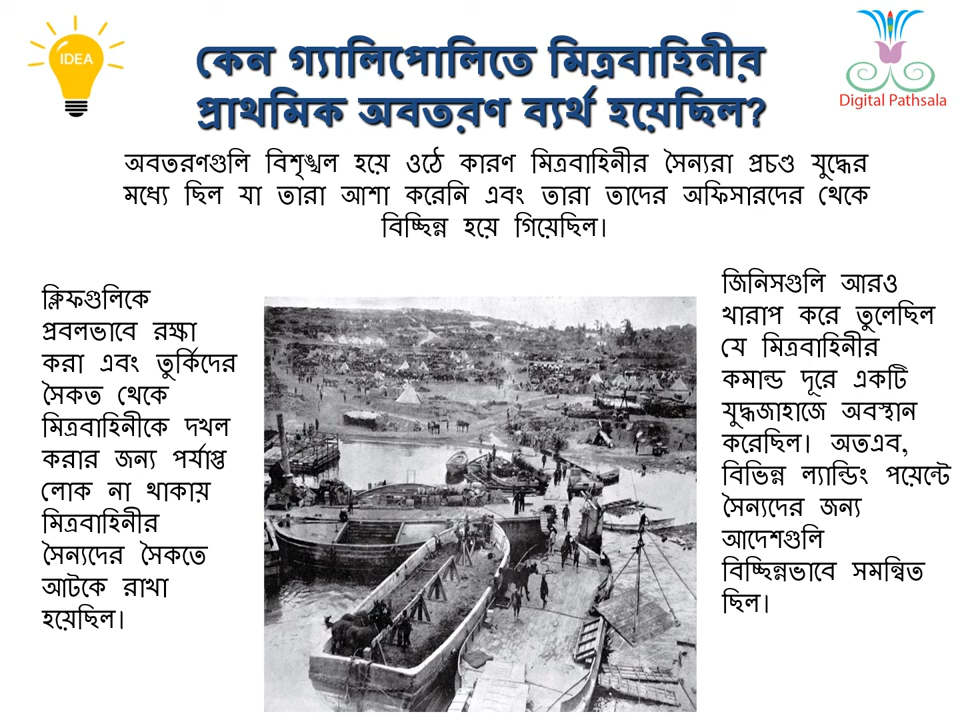 IDEA
কেন গ্যালিপোলিতে মিত্রবাহিনীর
প্রাথমিক অবতরণ ব্যর্থ হয়েছিল?
Digital Pathsala
অবতরণগুলি বিশৃঙ্খল হয়ে ওঠে কারণ মিত্রবাহিনীর সৈন্যরা প্রচণ্ড যুদ্ধের
মধ্যে ছিল যা তারা আশা করেনি এবং তারা তাদের অফিসারদের থেকে
বিচ্ছিন্ন হয়ে গিয়েছিল।
ক্লিফগুলিকে
প্রবলভাবে রক্ষা
করা এবং তুর্কিদের
সৈকত থেকে
মিত্রবাহিনীকে দখল
করার জন্য পর্যাপ্ত
লোক না থাকায়
মিত্রবাহিনীর
সৈন্যদের সৈকতে
আটকে রাখা
হয়েছিল।
জিনিসগুলি আরও
খারাপ করে তুলেছিল
যে মিত্রবাহিনীর
কমান্ড দূরে একটি
যুদ্ধজাহাজে অবস্থান
করেছিল। অতএব,
বিভিন্ন ল্যান্ডিং পয়েন্টে
সৈন্যদের জন্য
আদেশগুলি
বিচ্ছিন্নভাবে সমন্বিত
ছিল।